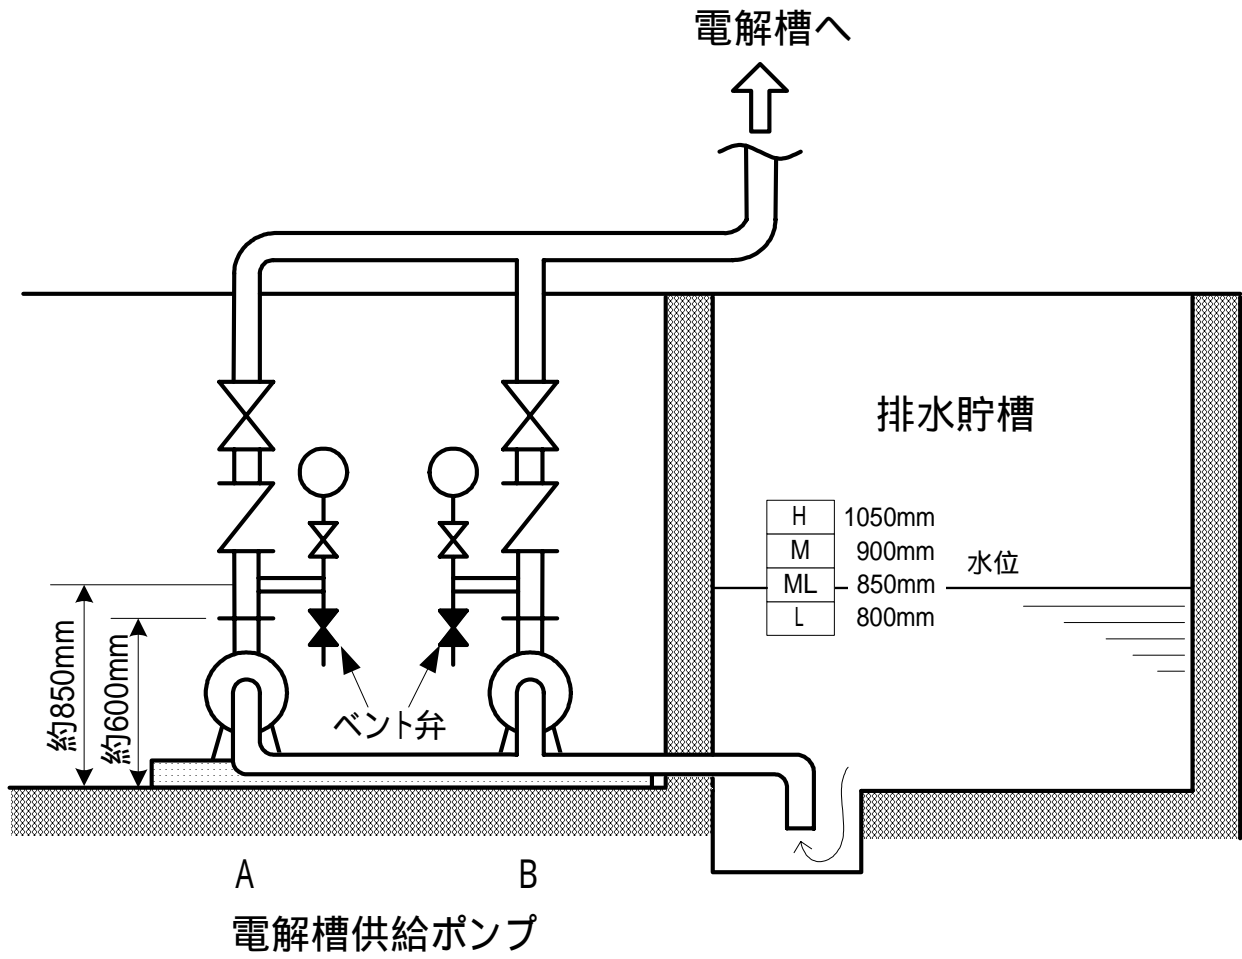 電解槽へ
排水貯槽
H 1050mm
M 900mm
水位
ML 850mm
L 800mm
約850mm
約600mm
ベント弁
A
B
電解槽供給ポンプ